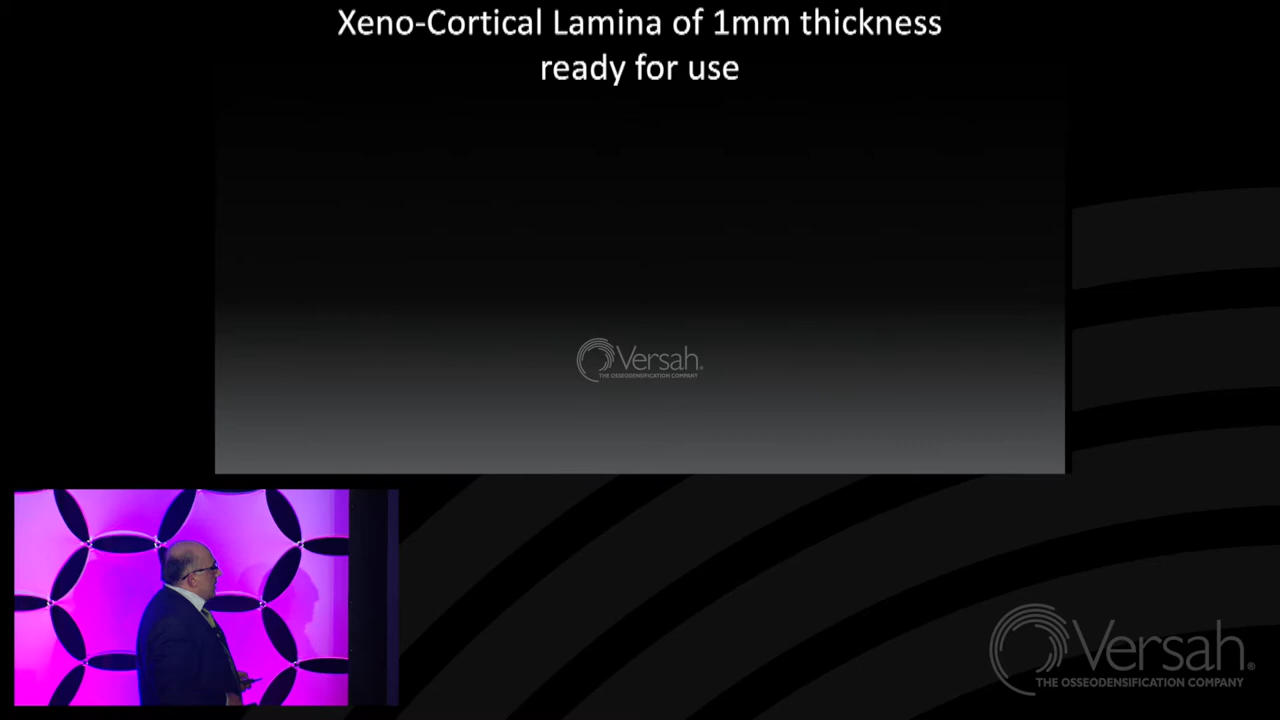 Xeno-Cortical Lamina of 1mm thickness
ready for use
Versah®
THE OSSEODENSIFICATION COMPANY
Versah®
THE OSSEODENSIFICATION COMPANY